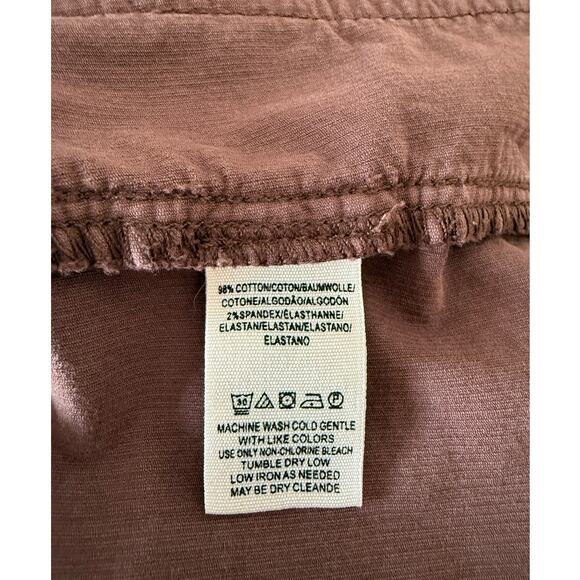 98% COTTON/COTON/BAUMWOLLE/
COTONE/ALGODÃO/ALGODÓN
2%SPANDEX/ÉLASTHANNE/
ELASTAN/ELASTAN/ELASTANO/
ELASTANO
30 P
MACHINE WASH COLD GENTLE
WITH LIKE COLORS
USE ONLY NON-CHLORINE BLEACH
TUMBLE DRY LOW
LOW IRON AS NEEDED
MAY BE DRY CLEANDE